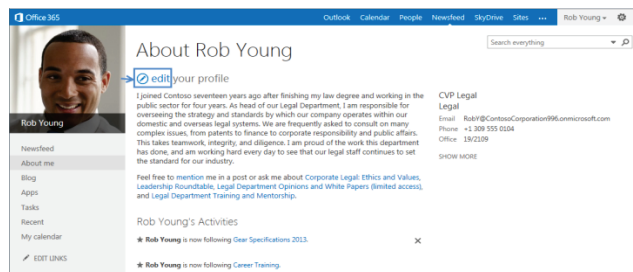 Office 365
Outlook Calendar People Newsfeed SkyDrive Sites ••• Rob Young
Search everything
About Rob Young
edit your profile
I joined Contoso seventeen years ago after finishing my law degree and working in the
public sector for four years. As head of our Legal Department, I am responsible for
overseeing the strategy and standards by which our company operates within our
domestic and overseas legal systems. We are frequently asked to consult on many
complex issues, from patents to finance to corporate responsibility and public affairs.
This takes teamwork, integrity, and diligence. I am proud of the work this department
has done, and am working hard every day to see that our legal staff continues to set
the standard for our industry.
Feel free to mention me in a post or ask me about Corporate Legal: Ethics and Values,
Leadership Roundtable, Legal Department Opinions and White Papers (limited access),
and Legal Department Training and Mentorship.
Rob Young's Activities
Rob Young is now following Gear Specifications 2013.
Rob Young is now following Career Training.
CVP Legal
Legal
Email RobY@ContosoCorporation996.onmicrosoft.com
Phone +1 309 555 0104
Office 19/2109
SHOW MORE
Rob Young
Newsfeed
About me
Blog
Apps
Tasks
Recent
My calendar
EDIT LINKS